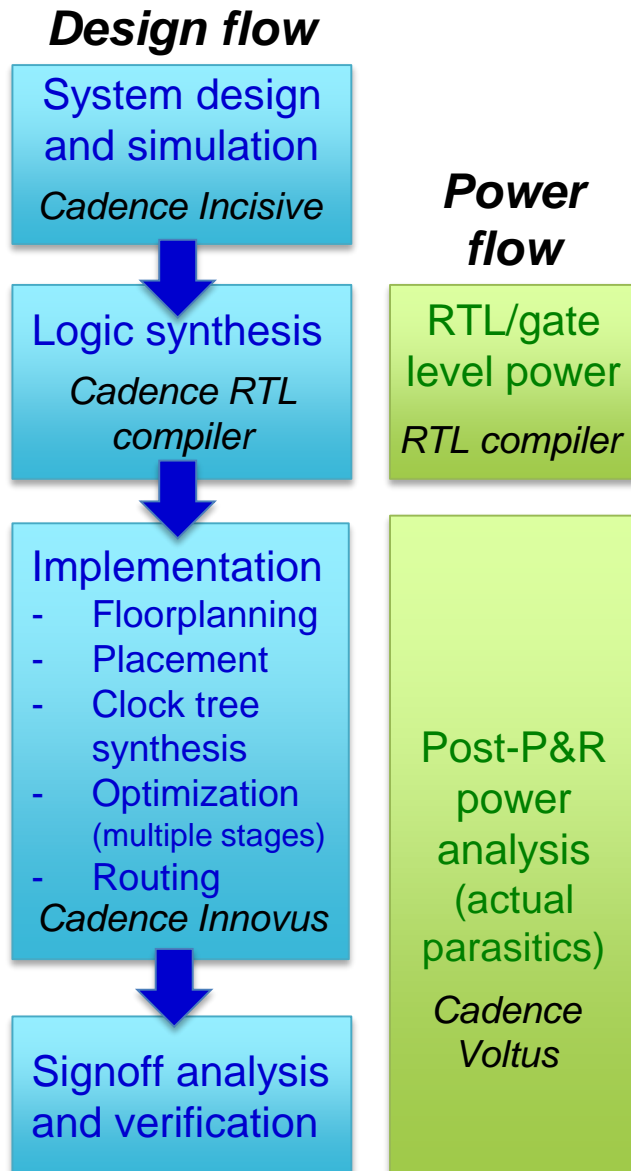 Design flow
System design
and simulation
Cadence Incisive
Logic synthesis
Cadence RTL
compiler
Implementation
- Floorplanning
- Placement
- Clock tree
synthesis
- Optimization
(multiple stages)
- Routing
Cadence Innovus
Signoff analysis
and verification
Power
flow
RTL/gate
level power
RTL compiler
Post-P&R
power
analysis
(actual
parasitics)
Cadence
Voltus